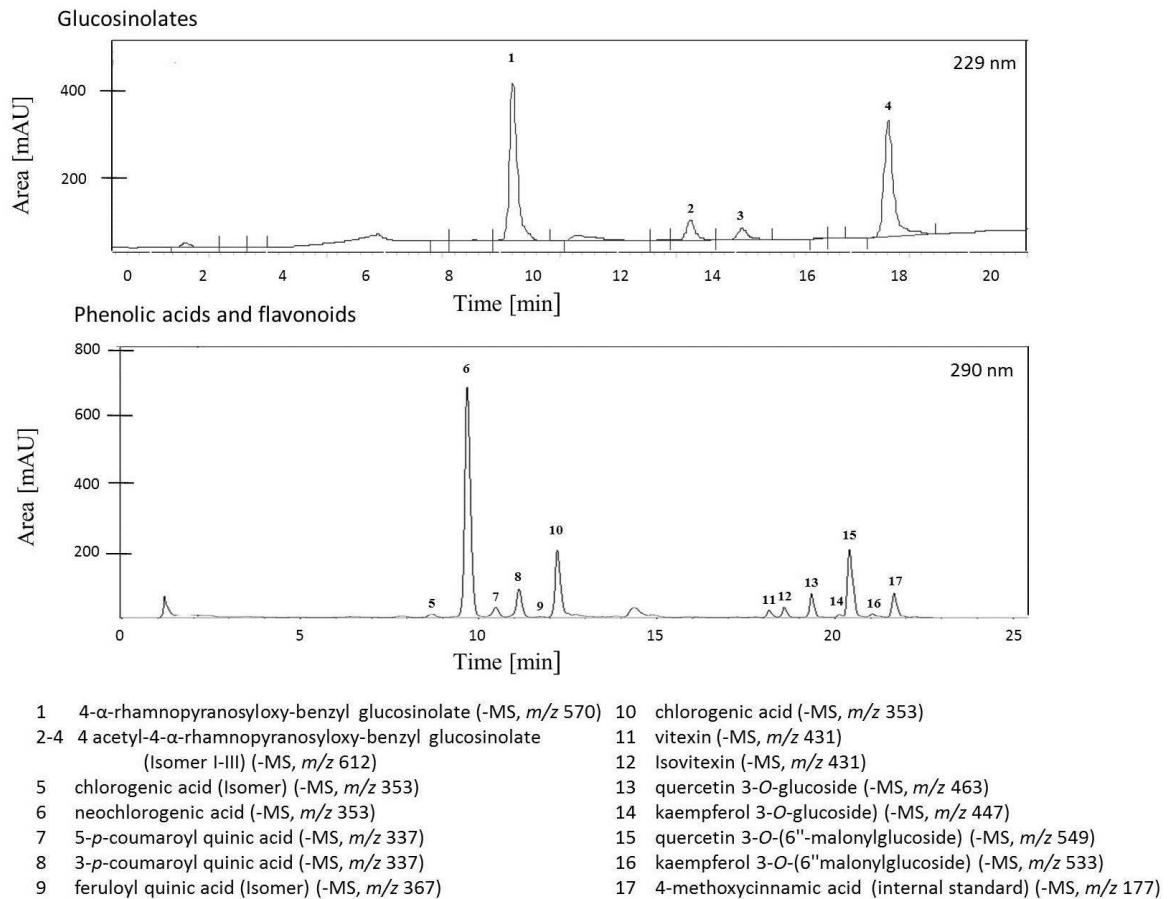 Glucosinolates
229 nm
1
4
2
3
400
200
Area [mAU]
0 2 4 6 8 10 12 14 16 18 20
Time [min]
Phenolic acids and flavonoids
290 nm
800
600
400
200
Area [mAU]
6
10
15
8
13
17
7
5
9
11
12
14
16
0 5 10 15 20 25
Time [min]
1 4-α-rhamnopyranosyloxy-benzyl glucosinolate (-MS, m/z 570)
2-4 4 acetyl-4-α-rhamnopyranosyloxy-benzyl glucosinolate
(Isomer I-III) (-MS, m/z 612)
5 chlorogenic acid (Isomer) (-MS, m/z 353)
6 neochlorogenic acid (-MS, m/z 353)
7 5-p-coumaroyl quinic acid (-MS, m/z 337)
8 3-p-coumaroyl quinic acid (-MS, m/z 337)
9 feruloyl quinic acid (Isomer) (-MS, m/z 367)
10 chlorogenic acid (-MS, m/z 353)
11 vitexin (-MS, m/z 431)
12 Isovitexin (-MS, m/z 431)
13 quercetin 3-O-glucoside (-MS, m/z 463)
14 kaempferol 3-O-glucoside) (-MS, m/z 447)
15 quercetin 3-O-(6''-malonylglucoside) (-MS, m/z 549)
16 kaempferol 3-O-(6''malonylglucoside) (-MS, m/z 533)
17 4-methoxycinnamic acid (internal standard) (-MS, m/z 177)